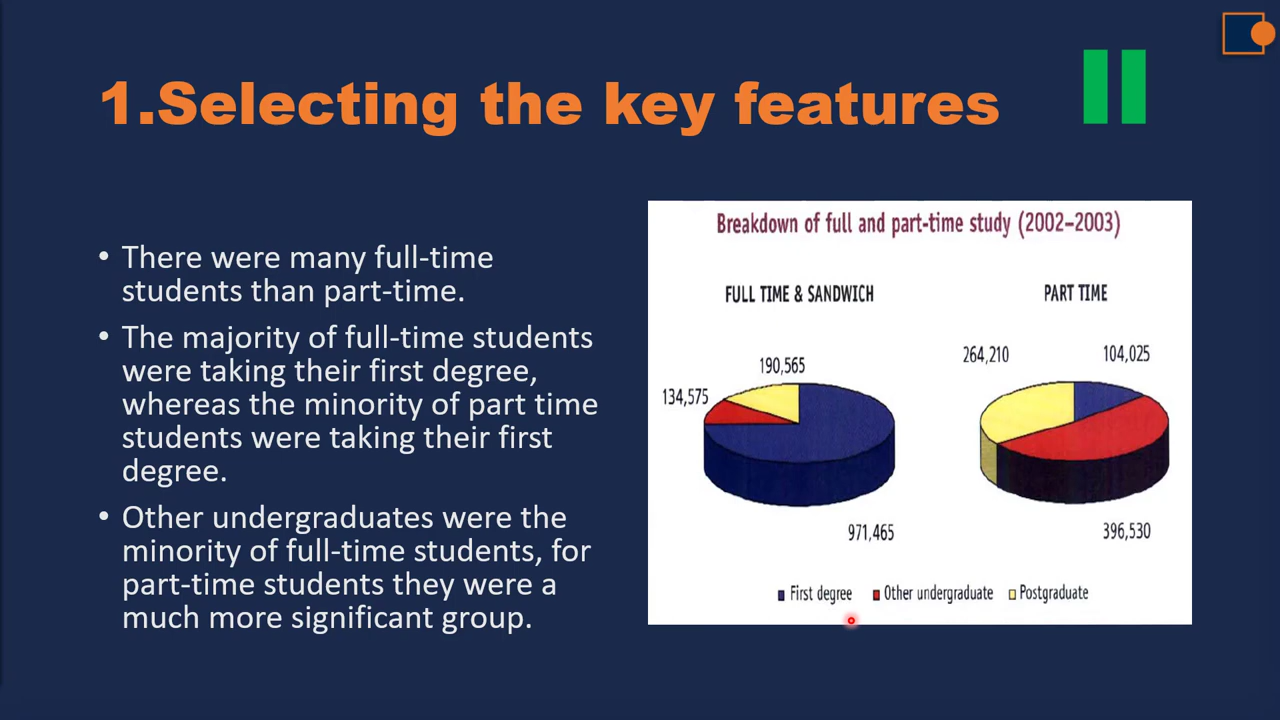 1.Selecting the key features
• There were many full-time
students than part-time.
• The majority of full-time students
were taking their first degree,
whereas the minority of part time
students were taking their first
degree.
• Other undergraduates were the
minority of full-time students, for
part-time students they were a
much more significant group.
Breakdown of full and part-time study (2002–2003)
FULL TIME & SANDWICH
PART TIME
190,565
134,575
971,465
264,210
104,025
396,530
First degree
Other undergraduate
Postgraduate